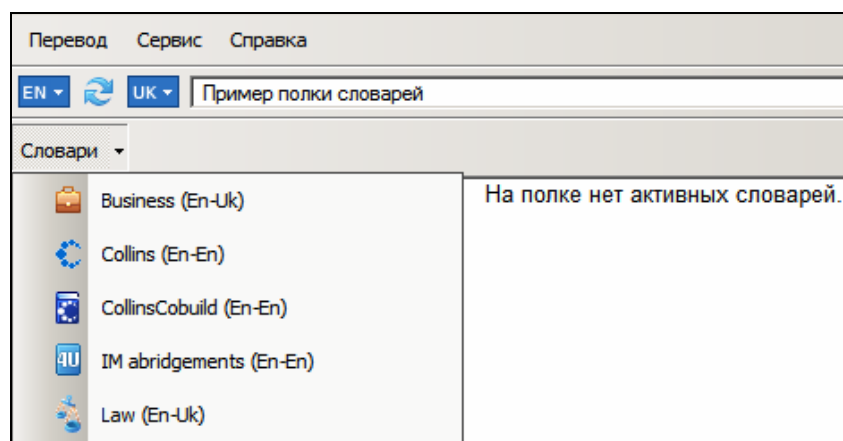 Перевод Сервис Справка
EN UK Пример полки словарей
Словари
На полке нет активных словарей.
Business (En-Uk)
Collins (En-En)
CollinsCobuild (En-En)
4U IM abridgements (En-En)
Law (En-Uk)